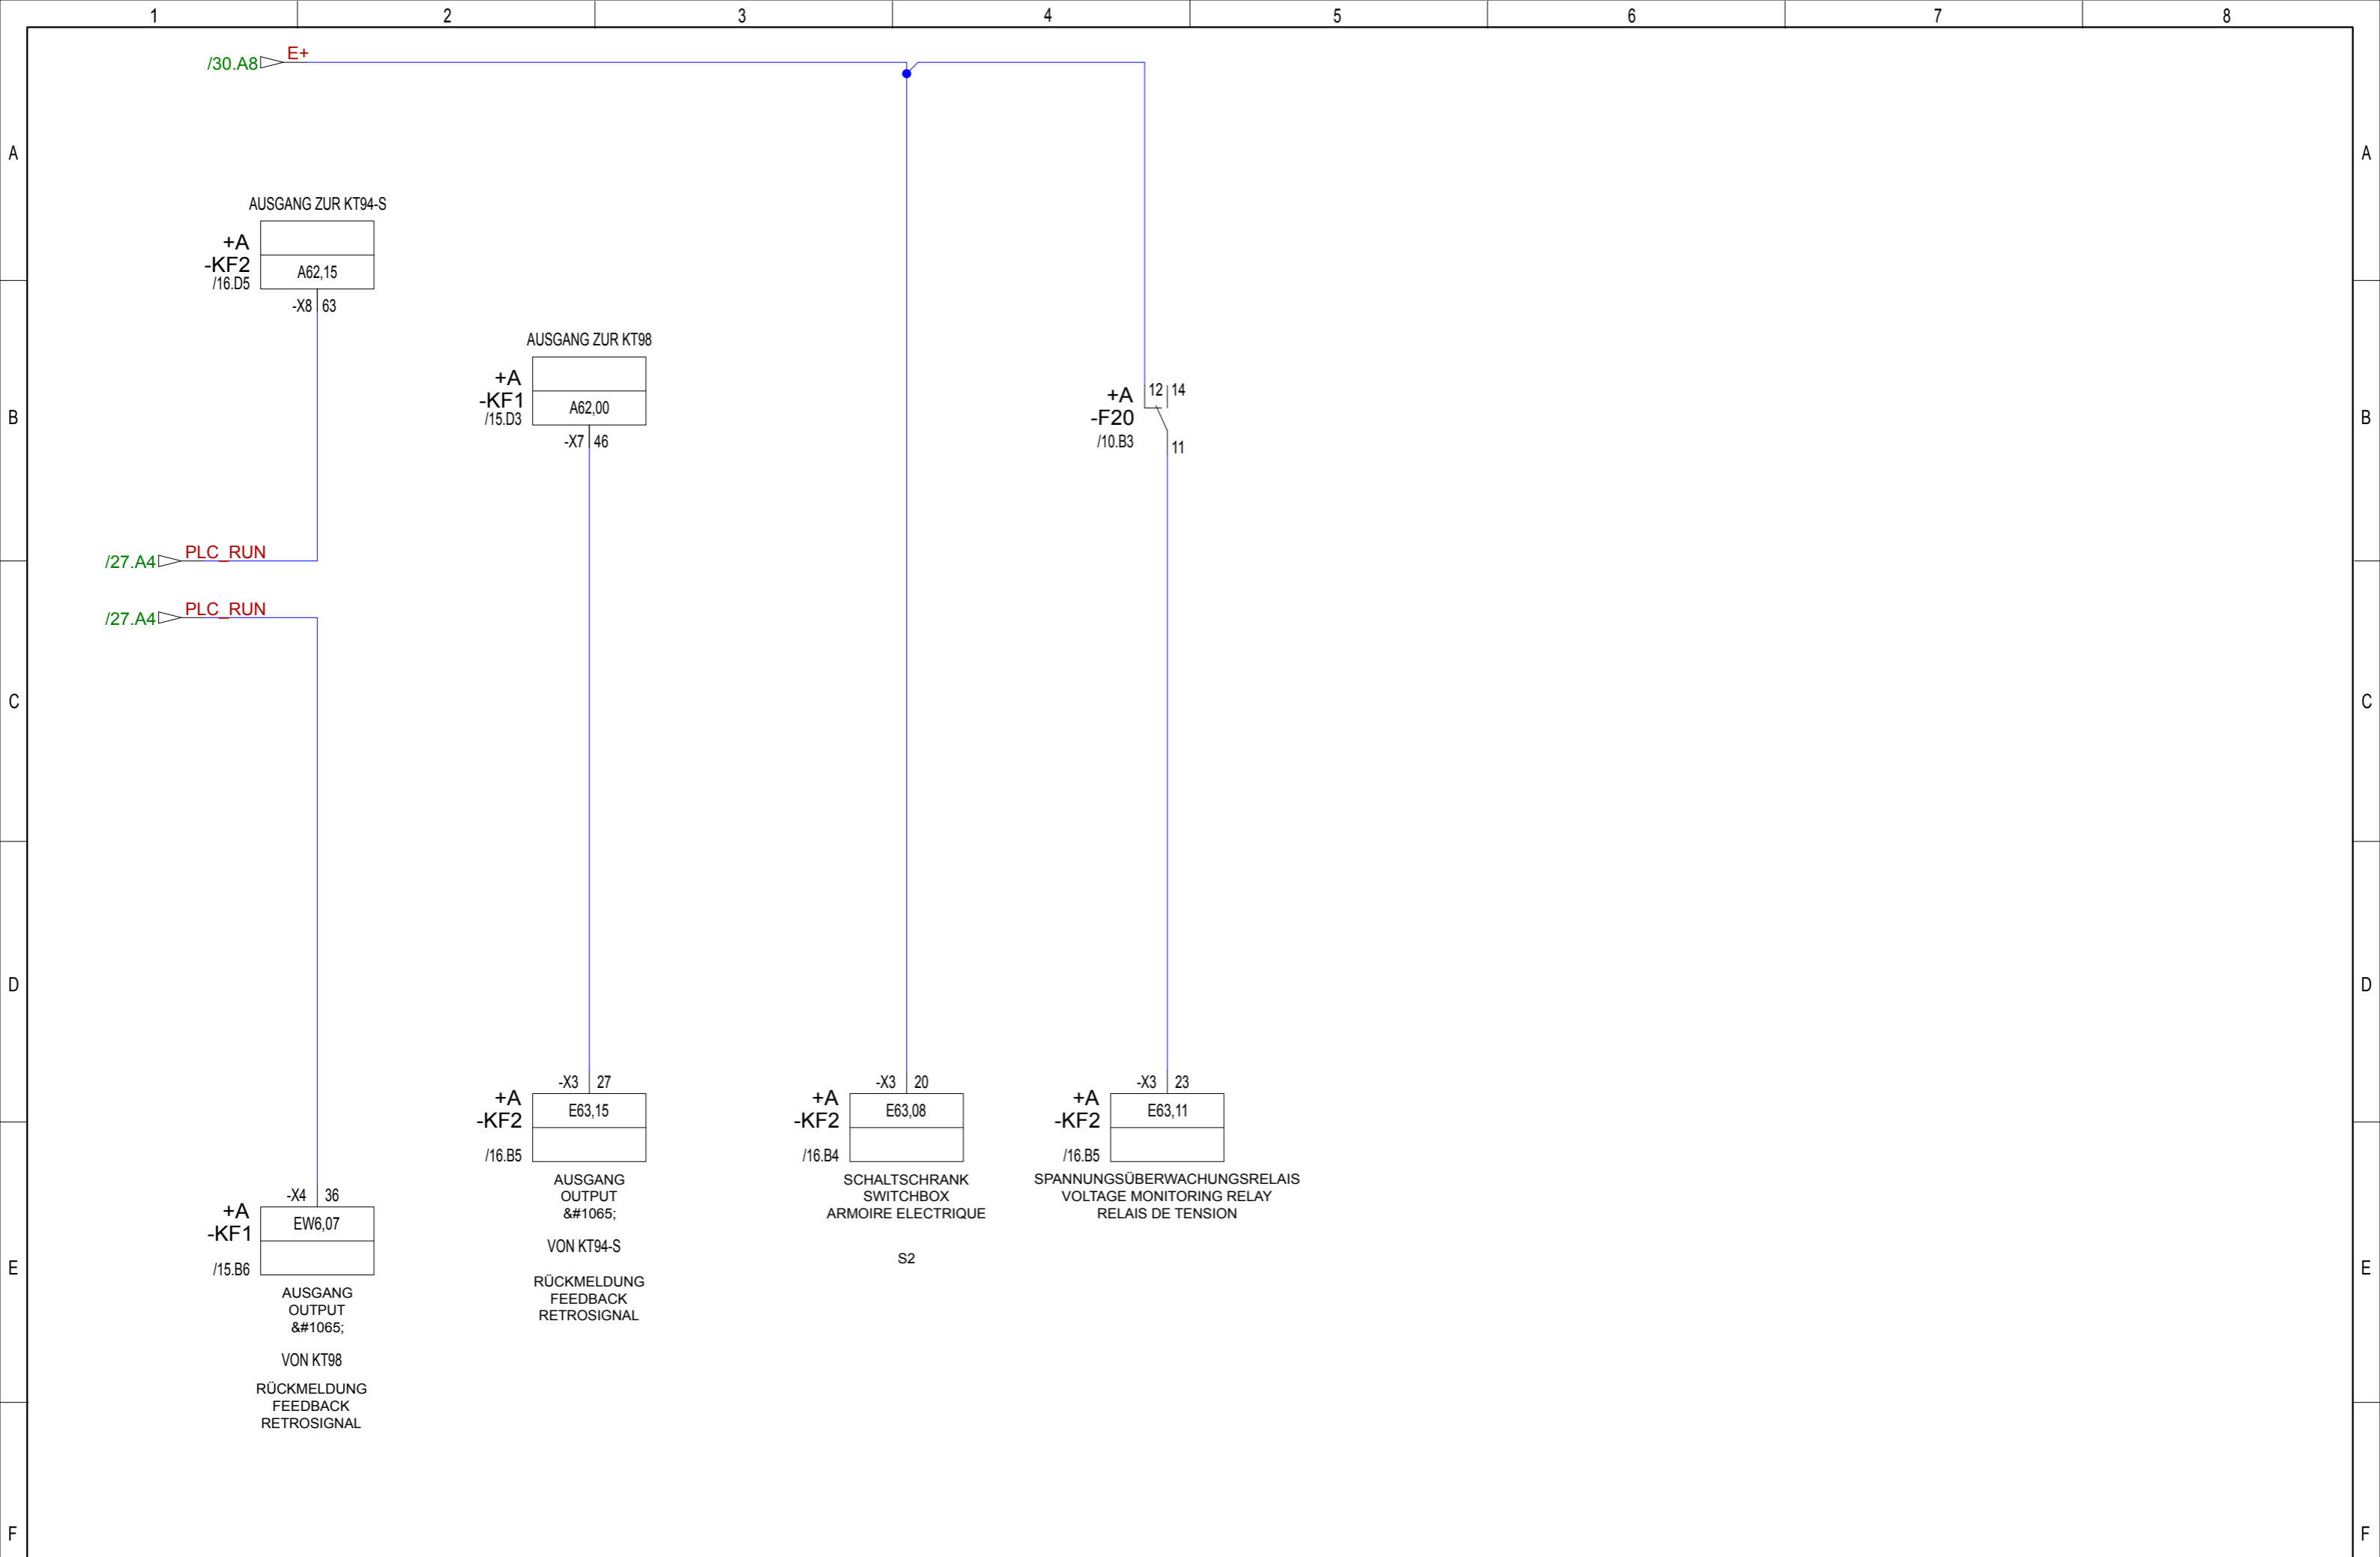 1 2 3 4 5 6 7 8
/30.A8 E+
A A
AUSGANG ZUR KT94-S
+A
-KF2
/16.D5
A62,15
-X8 63
AUSGANG ZUR KT98
+A
-KF1
/15.D3
A62,00
-X7 46
+A
-F20
/10.B3
12 14
11
B B
/27.A4 PLC_RUN
/27.A4 PLC_RUN
C C
D D
-X3 27
+A
-KF2
/16.B5
E63,15
AUSGANG
OUTPUT
&#1065;
VON KT94-S
RÜCKMELDUNG
FEEDBACK
RETROSIGNAL
-X3 20
+A
-KF2
/16.B4
E63,08
SCHALTSCHRANK
SWITCHBOX
ARMOIRE ELECTRIQUE
S2
-X3 23
+A
-KF2
/16.B5
E63,11
SPANNUNGSÜBERWACHUNGSRELAIS
VOLTAGE MONITORING RELAY
RELAIS DE TENSION
-X4 36
+A
-KF1
/15.B6
EW6,07
AUSGANG
OUTPUT
&#1065;
VON KT98
RÜCKMELDUNG
FEEDBACK
RETROSIGNAL
E E
F F